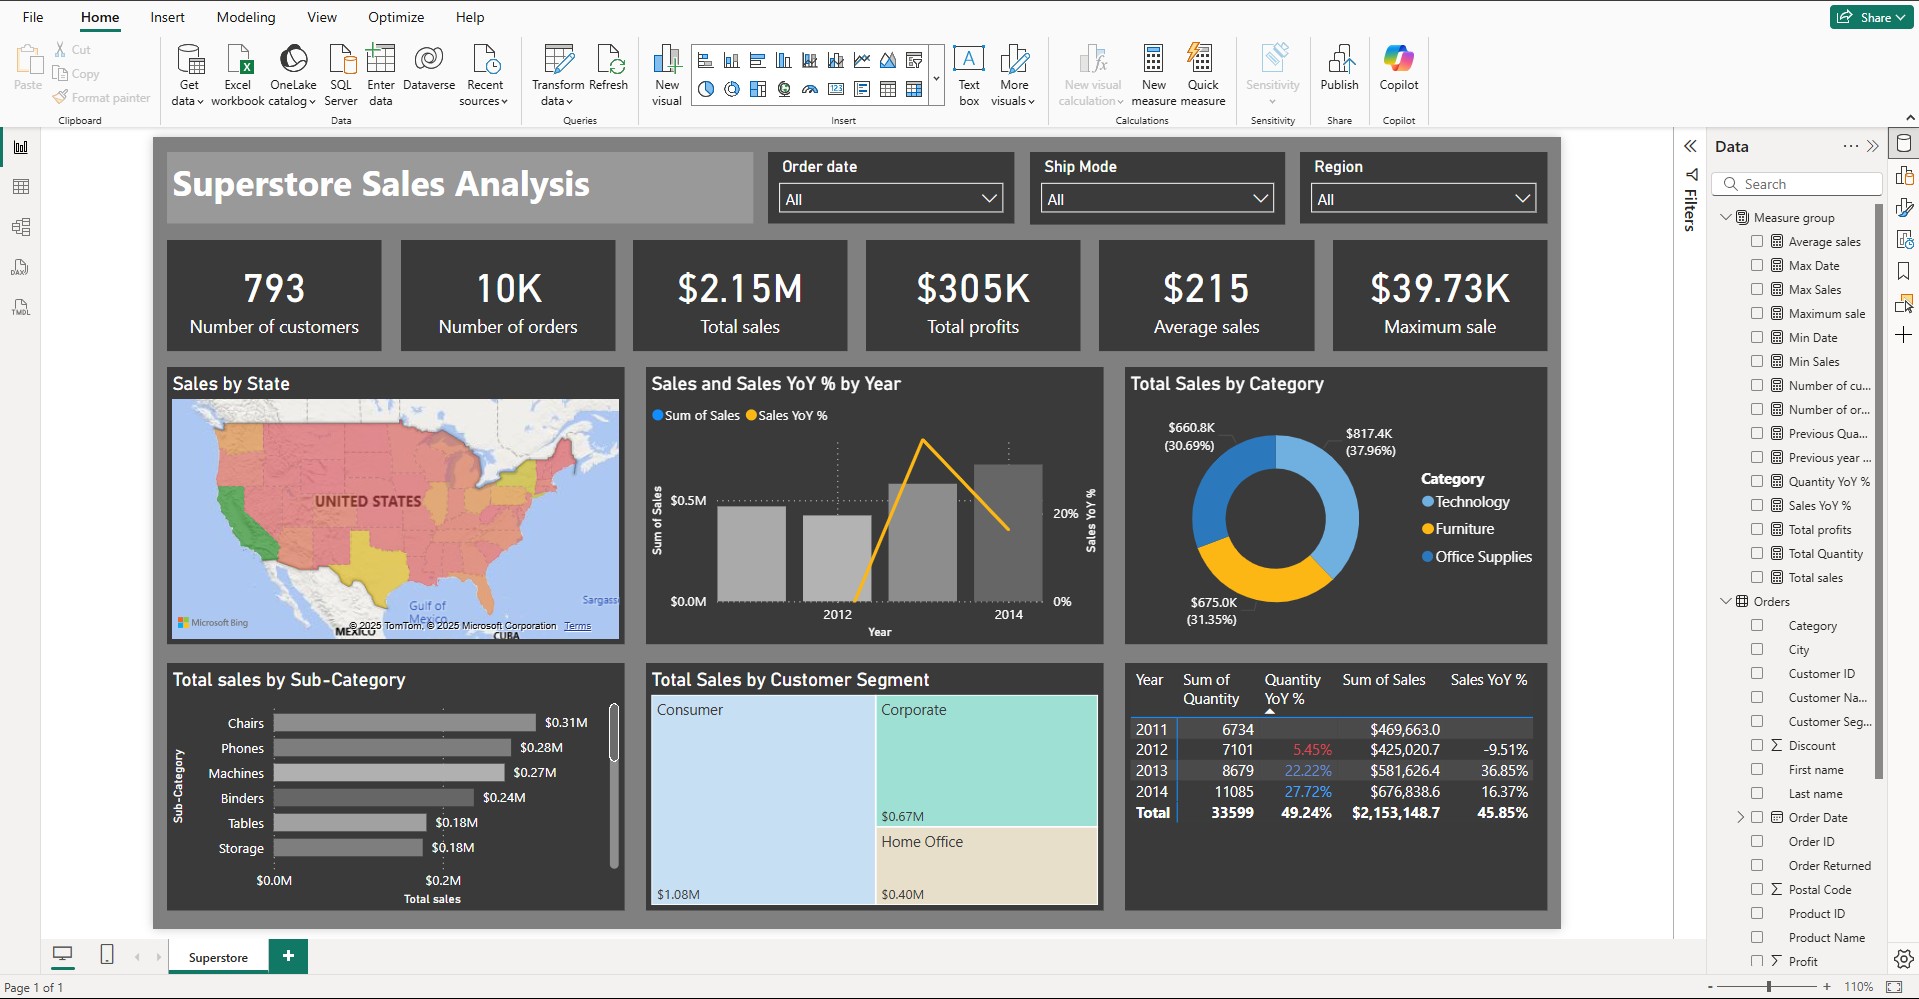 File
Home
Insert
Modeling
View
Optimize
Help
Share
Paste
Cut
Copy
Format painter
Clipboard
Get data
Excel workbook
OneLake catalog
SQL Server
Enter data
Dataverse
Recent sources
Data
Transform data
Refresh
Queries
New visual
Text box
More visuals
Insert
New visual calculation
New measure
Quick measure
Calculations
Sensitivity
Sensitivity
Publish
Share
Copilot
Copilot
Superstore Sales Analysis
Order date
All
Ship Mode
All
Region
All
793
Number of customers
10K
Number of orders
$2.15M
Total sales
$305K
Total profits
$215
Average sales
$39.73K
Maximum sale
Sales by State
UNITED STATES
Gulf of
Mexico
MEXICO
CUBA
Sargass
Microsoft Bing
© 2025 TomTom, © 2025 Microsoft Corporation Terms
Sales and Sales YoY % by Year
Sum of Sales Sales YoY %
Sum of Sales
$0.5M
$0.0M
20%
0%
Sales YoY %
2012 2014
Year
Total Sales by Category
$660.8K
(30.69%)
$817.4K
(37.96%)
$675.0K
(31.35%)
Category
Technology
Furniture
Office Supplies
Total sales by Sub-Category
Sub-Category
Chairs $0.31M
Phones $0.28M
Machines $0.27M
Binders $0.24M
Tables $0.18M
Storage $0.18M
$0.0M $0.2M
Total sales
Total Sales by Customer Segment
Consumer
$1.08M
Corporate
$0.67M
Home Office
$0.40M
Year Sum of Quantity Quantity YoY % Sum of Sales Sales YoY %
2011 6734 $469,663.0
2012 7101 5.45% $425,020.7 -9.51%
2013 8679 22.22% $581,626.4 36.85%
2014 11085 27.72% $676,838.6 16.37%
Total 33599 49.24% $2,153,148.7 45.85%
Filters
Data
Search
Measure group
Average sales
Max Date
Max Sales
Maximum sale
Min Date
Min Sales
Number of cu...
Number of or...
Previous Qua...
Previous year ...
Quantity YoY %
Sales YoY %
Total profits
Total Quantity
Total sales
Orders
Category
City
Customer ID
Customer Na...
Customer Seg...
Discount
First name
Last name
Order Date
Order ID
Order Returned
Postal Code
Product ID
Product Name
Profit
DAX
TMDL
Superstore
Page 1 of 1
- + 110%